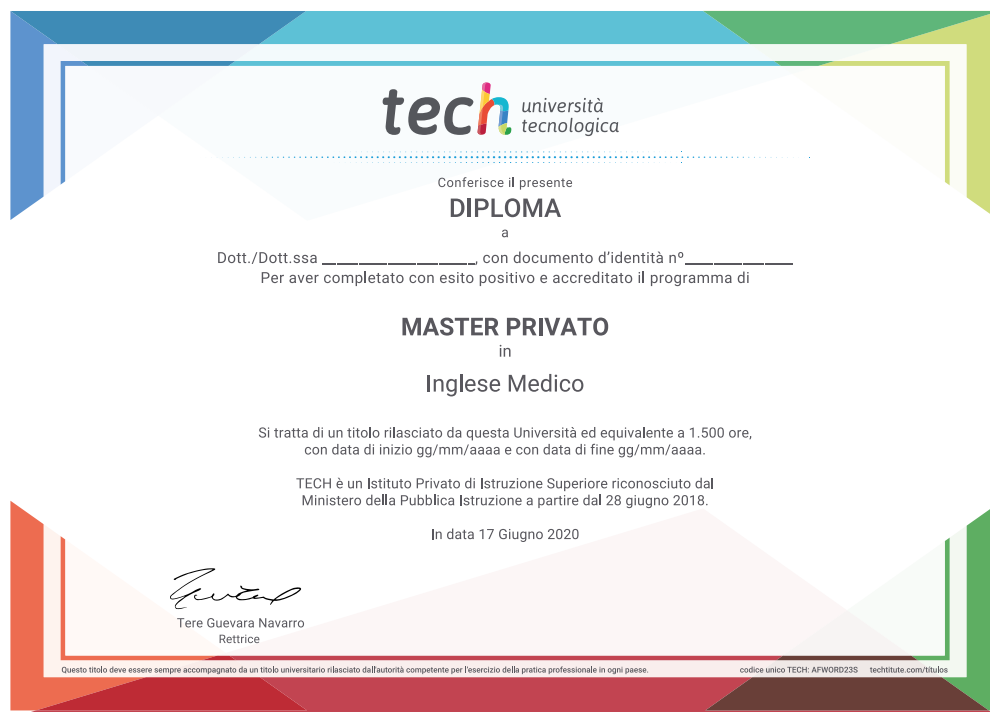 tech università
tecnologica
Conferisce il presente
DIPLOMA
a
Dott./Dott.ssa ____________________, con documento d'identità nº______________
Per aver completato con esito positivo e accreditato il programma di
MASTER PRIVATO
in
Inglese Medico
Si tratta di un titolo rilasciato da questa Università ed equivalente a 1.500 ore,
con data di inizio gg/mm/aaaa e con data di fine gg/mm/aaaa.
TECH è un Istituto Privato di Istruzione Superiore riconosciuto dal
Ministero della Pubblica Istruzione a partire dal 28 giugno 2018.
In data 17 Giugno 2020
Tere Guevara Navarro
Rettrice
Questo titolo deve essere sempre accompagnato da un titolo universitario rilasciato dall'autorità competente per l'esercizio della pratica professionale in ogni paese. codice unico TECH: AFWORD23S techtitute.com/títulos